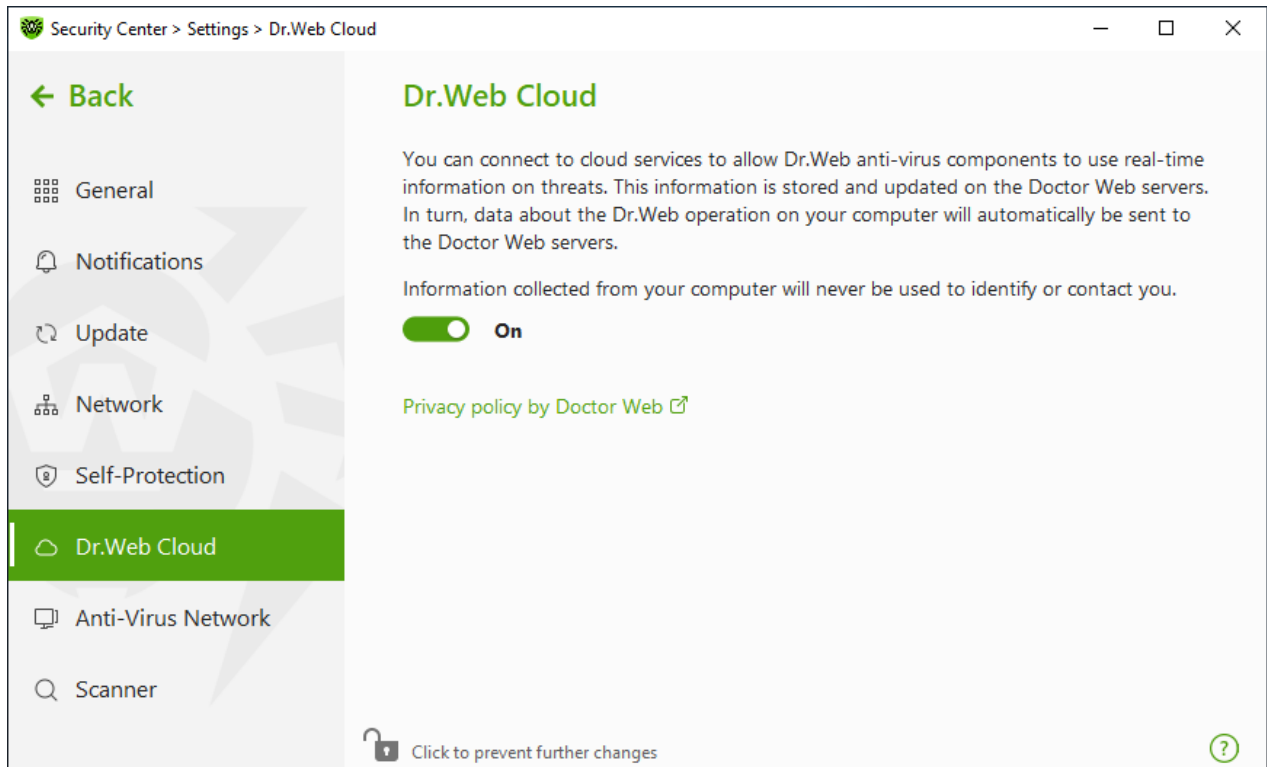 Security Center > Settings > Dr.Web Cloud
Back
General
Notifications
Update
Network
Self-Protection
Dr.Web Cloud
Anti-Virus Network
Scanner
Dr.Web Cloud
You can connect to cloud services to allow Dr.Web anti-virus components to use real-time
information on threats. This information is stored and updated on the Doctor Web servers.
In turn, data about the Dr.Web operation on your computer will automatically be sent to
the Doctor Web servers.
Information collected from your computer will never be used to identify or contact you.
On
Privacy policy by Doctor Web
Click to prevent further changes
?